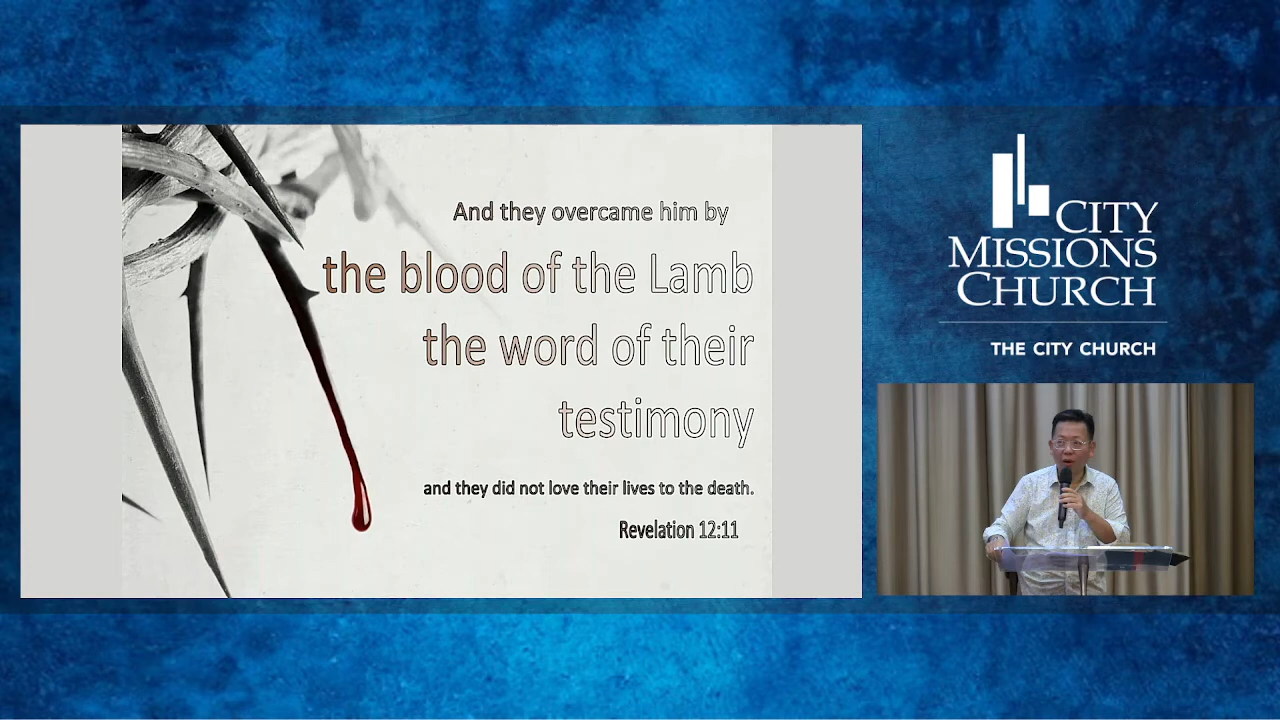 And they overcame him by
the blood of the Lamb
the word of their
testimony
and they did not love their lives to the death.
Revelation 12:11
CITY
MISSIONS
CHURCH
THE CITY CHURCH